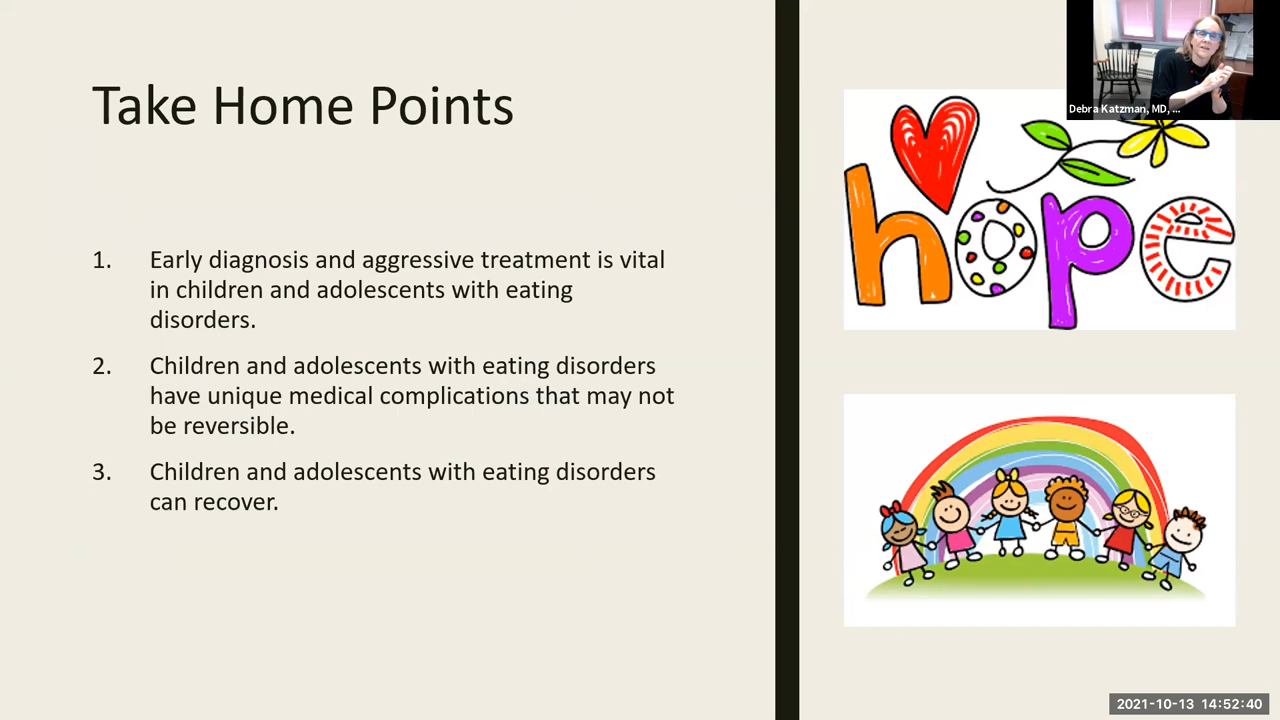 Take Home Points
1. Early diagnosis and aggressive treatment is vital
in children and adolescents with eating
disorders.
2. Children and adolescents with eating disorders
have unique medical complications that may not
be reversible.
3. Children and adolescents with eating disorders
can recover.
Debra Katzman, MD, ...
hope
2021-10-13 14:52:40